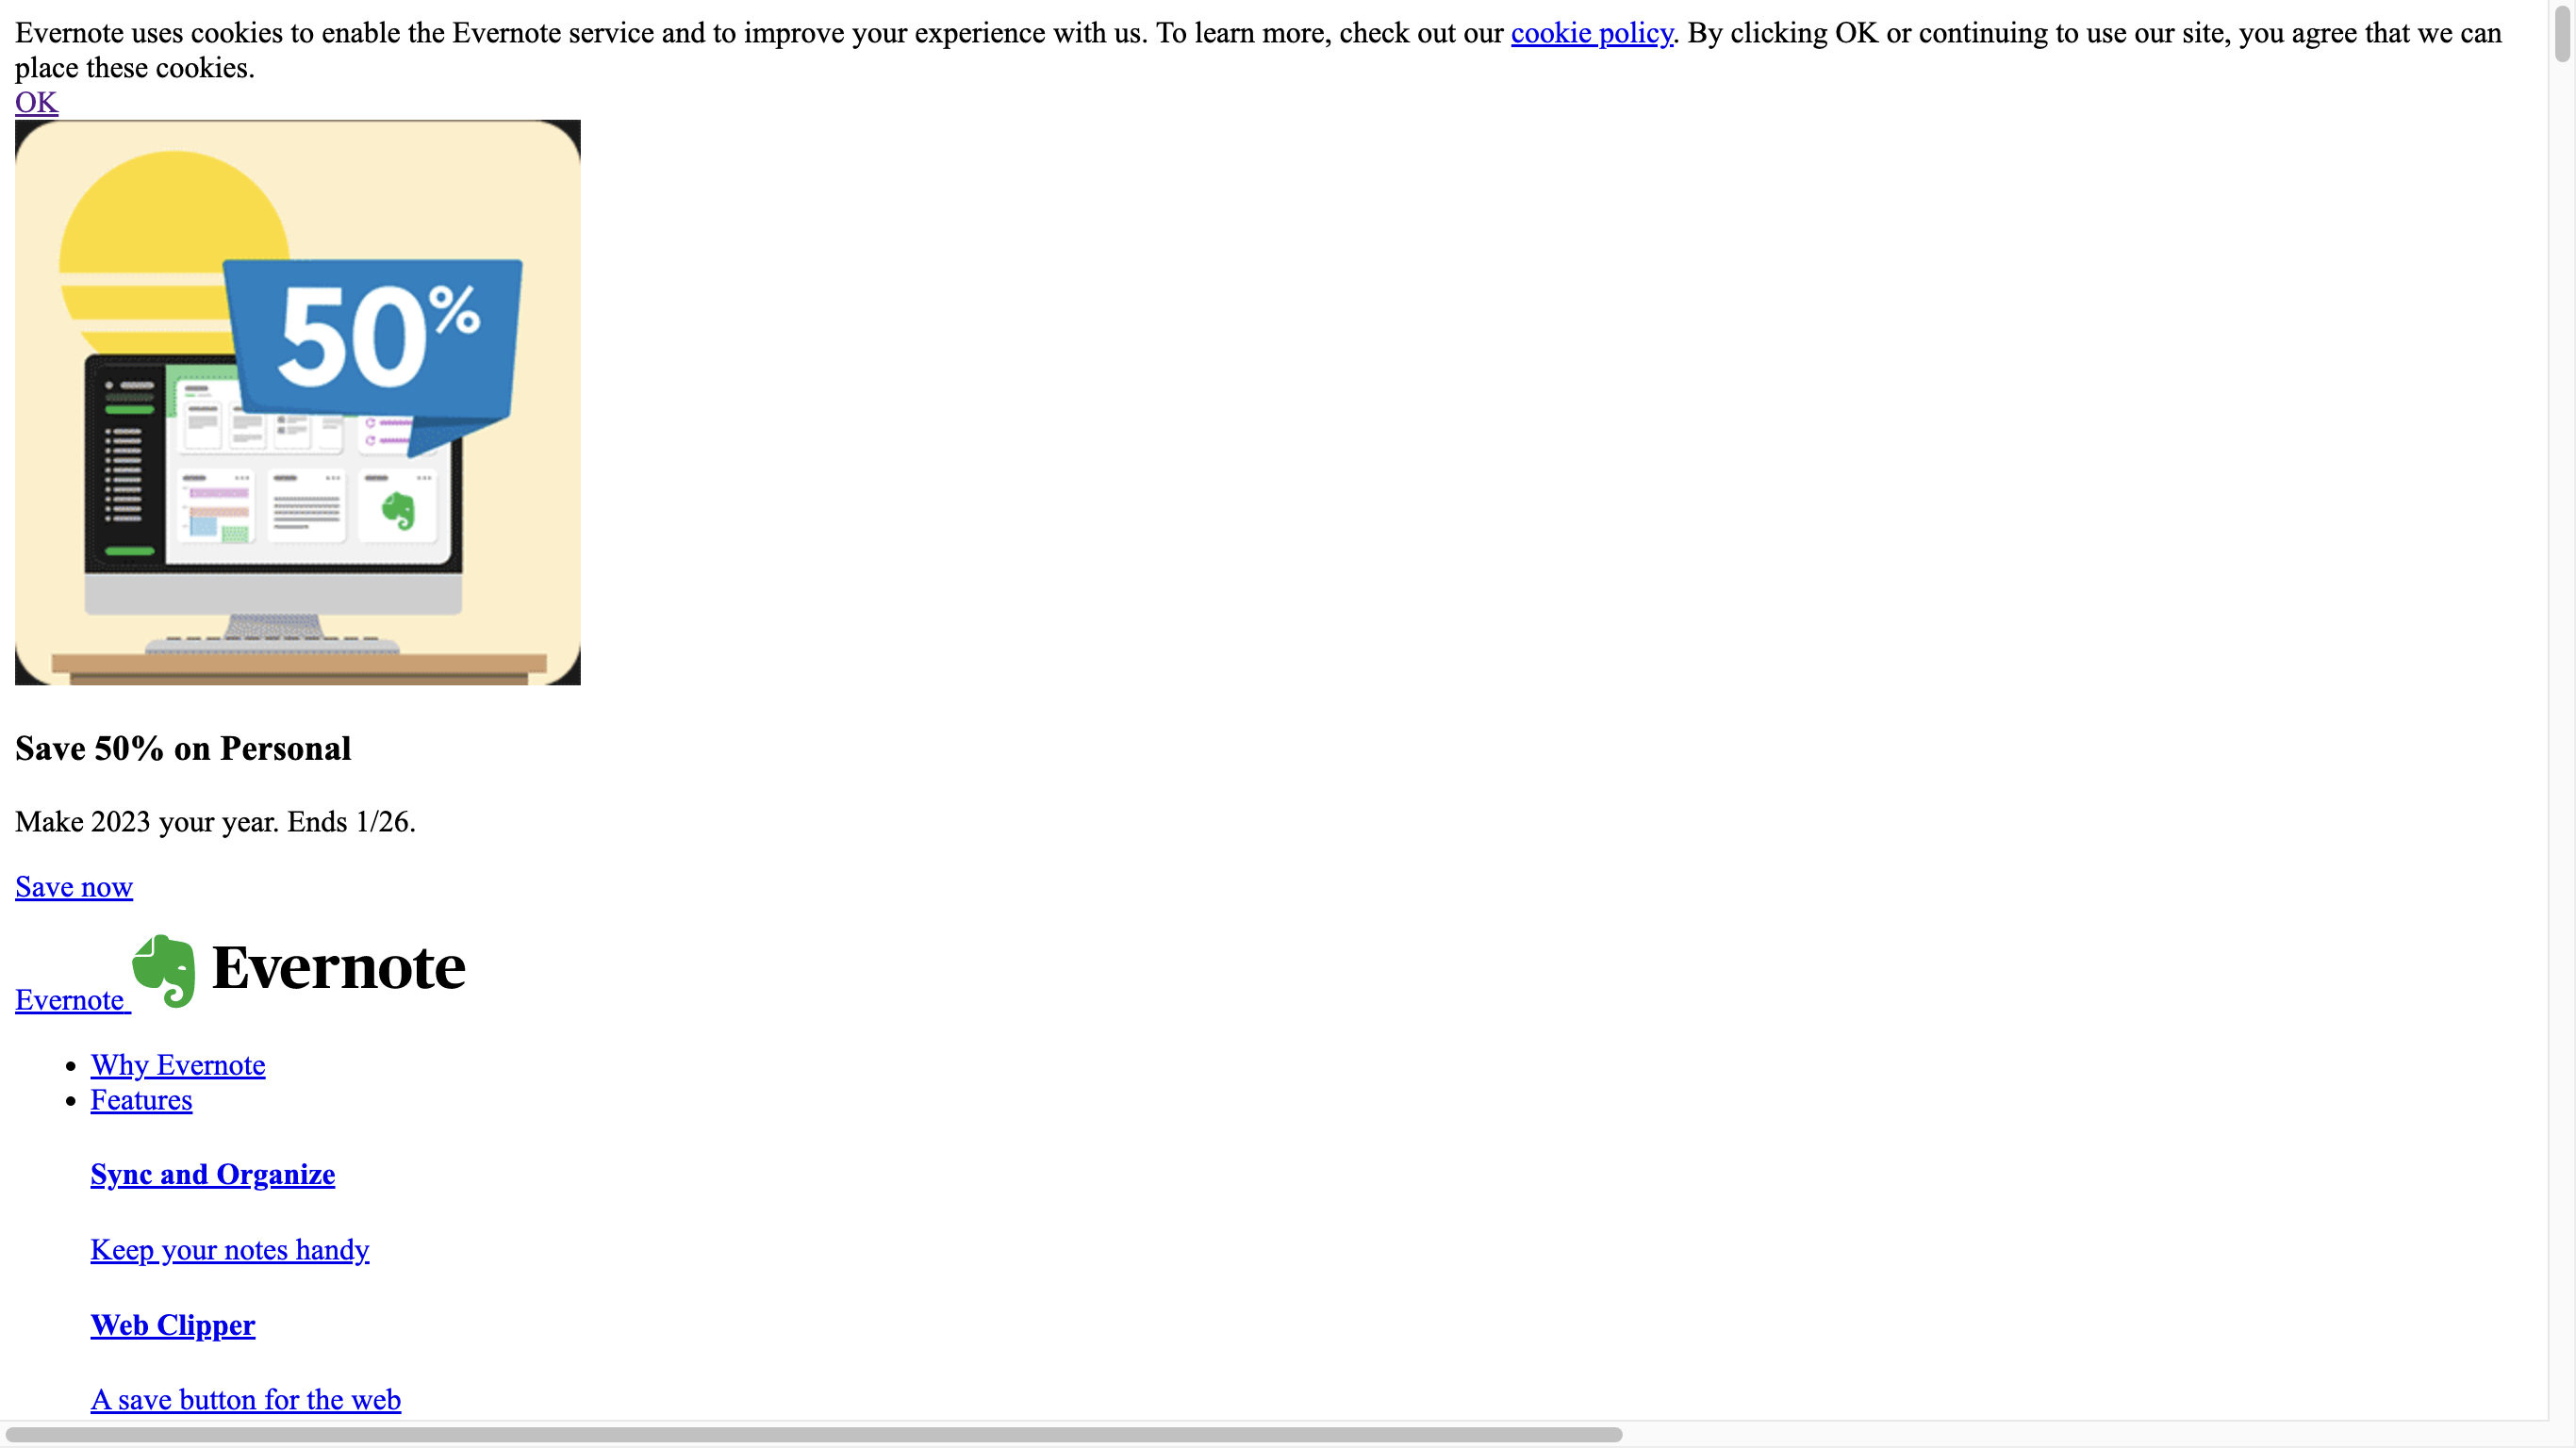 Evernote uses cookies to enable the Evernote service and to improve your experience with us. To learn more, check out our cookie policy. By clicking OK or continuing to use our site, you agree that we can
place these cookies.
OK
50%
Save 50% on Personal
Make 2023 your year. Ends 1/26.
Save now
Evernote Evernote
Why Evernote
Features
Sync and Organize
Keep your notes handy
Web Clipper
A save button for the web